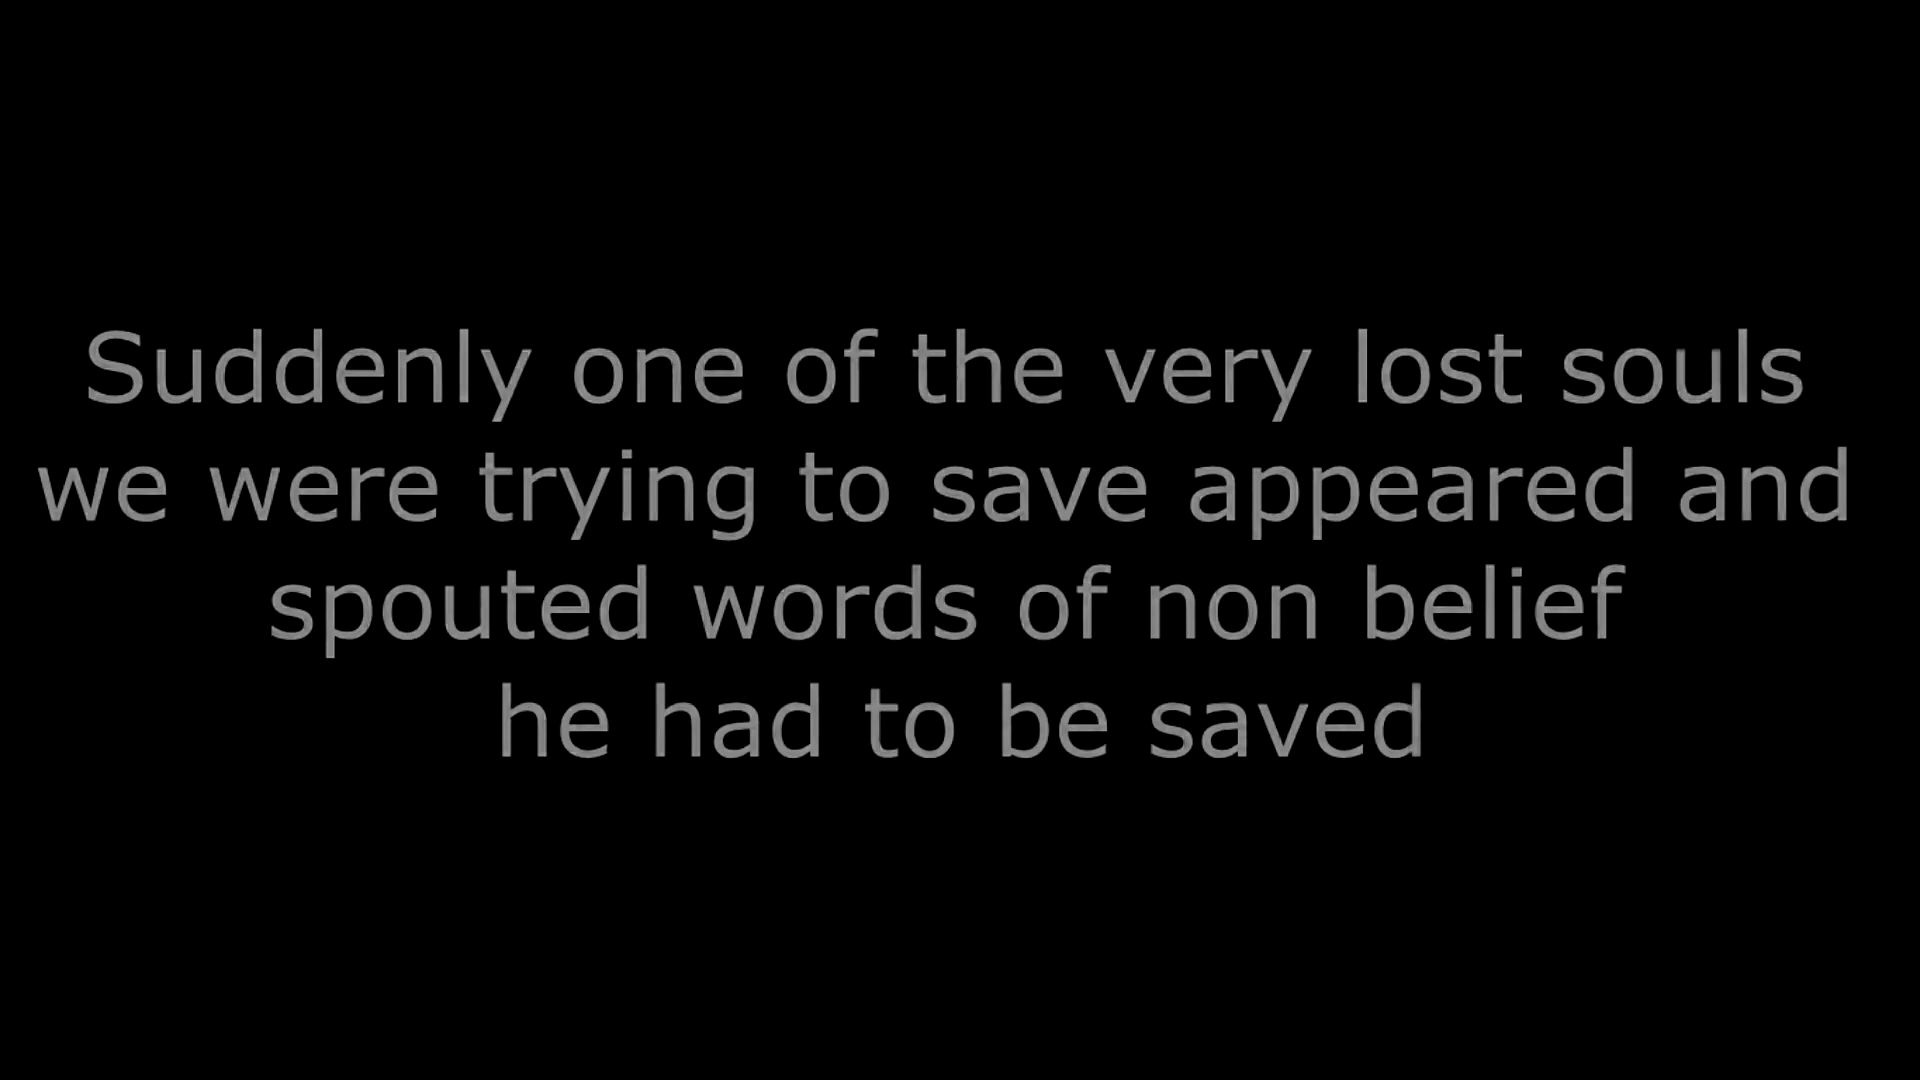 Suddenly one of the very lost souls
we were trying to save appeared and
spouted words of non belief
he had to be saved